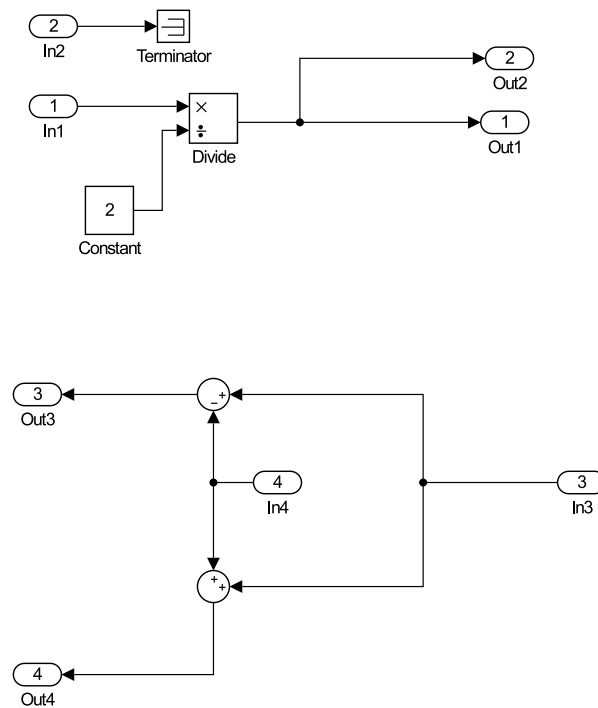 2
In2
Terminator
2
Out2
1
In1
×
÷
Divide
1
Out1
2
Constant
3
Out3
+
−
4
In4
3
In3
+
+
4
Out4